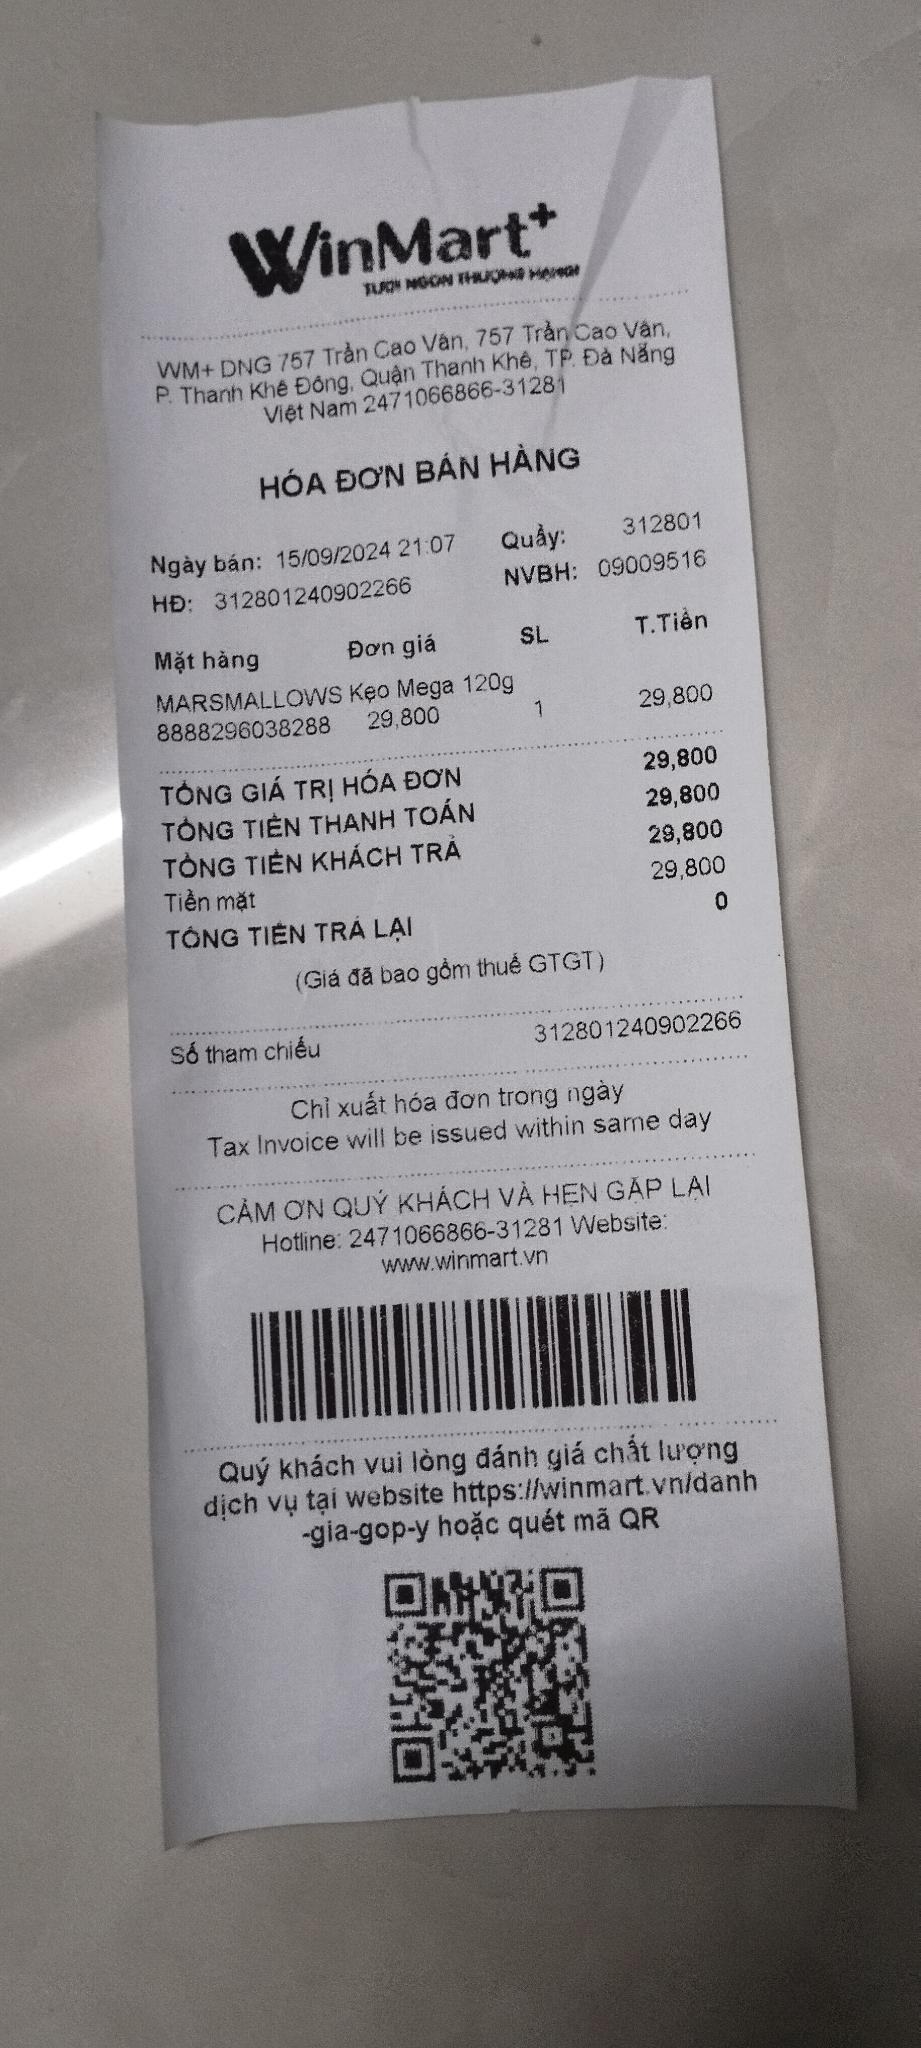 WinMart+
TƯƠI NGON THƯỢNG HẠNG!
WM+ DNG 757 Trần Cao Vân, 757 Trần Cao Vân,
P. Thanh Khê Đông, Quận Thanh Khê, TP. Đà Nẵng
Việt Nam 2471066866-31281
HÓA ĐƠN BÁN HÀNG
Ngày bán: 15/09/2024 21:07 Quầy: 312801
HĐ: 312801240902266 NVBH: 09009516
Mặt hàng Đơn giá SL T.Tiền
MARSMALLOWS Kẹo Mega 120g
8888296038288 29,800 1 29,800
TỔNG GIÁ TRỊ HÓA ĐƠN 29,800
TỔNG TIỀN THANH TOÁN 29,800
TỔNG TIỀN KHÁCH TRẢ 29,800
Tiền mặt 29,800
TỔNG TIỀN TRẢ LẠI 0
(Giá đã bao gồm thuế GTGT)
Số tham chiếu 312801240902266
Chỉ xuất hóa đơn trong ngày
Tax Invoice will be issued within same day
CẢM ƠN QUÝ KHÁCH VÀ HẸN GẶP LẠI
Hotline: 2471066866-31281 Website:
www.winmart.vn
Quý khách vui lòng đánh giá chất lượng
dịch vụ tại website https://winmart.vn/danh
-gia-gop-y hoặc quét mã QR